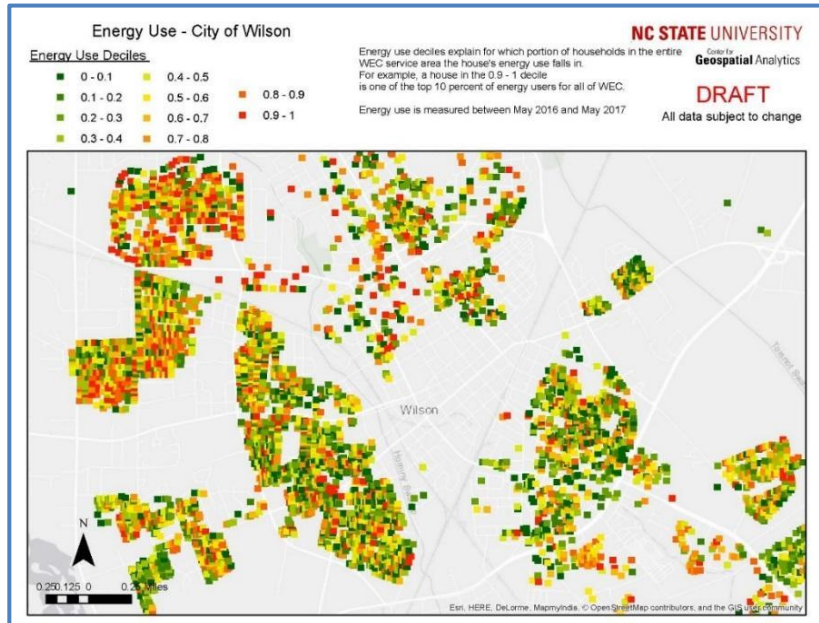 Energy Use - City of Wilson
Energy Use Deciles
0 - 0.1
0.1 - 0.2
0.2 - 0.3
0.3 - 0.4
0.4 - 0.5
0.5 - 0.6
0.6 - 0.7
0.7 - 0.8
0.8 - 0.9
0.9 - 1
Energy use deciles explain for which portion of households in the entire
WEC service area the house's energy use falls in.
For example, a house in the 0.9 - 1 decile
is one of the top 10 percent of energy users for all of WEC.
Energy use is measured between May 2016 and May 2017
NC STATE UNIVERSITY
Center for
Geospatial Analytics
DRAFT
All data subject to change
Wilson
Hominy Swamp
N
0.25 0.125 0 0.25 Miles
Esri, HERE, DeLorme, MapmyIndia, © OpenStreetMap contributors, and the GIS user community